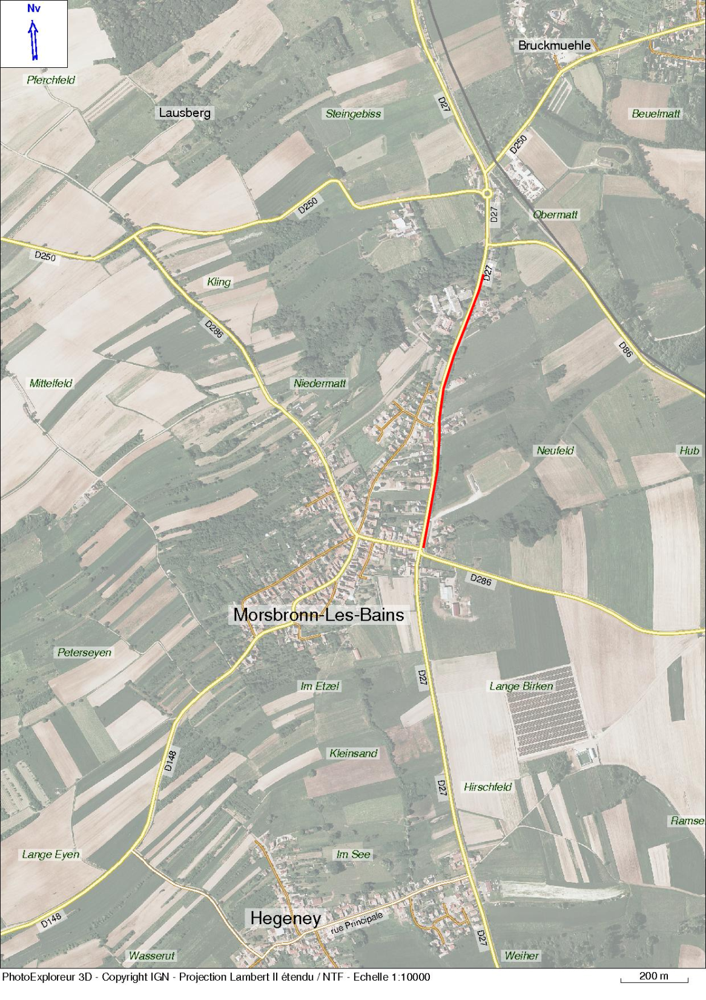 Nv
Bruckmuehle
Pferchfeld
Lausberg
Steingebiss
D27
Beuelmatt
D250
D250
D27
Obermatt
D250
D27
Kling
D286
D86
Mittelfeld
Niedermatt
Neufeld
Hub
D286
Morsbronn-Les-Bains
Peterseyen
D27
Im Etzel
Lange Birken
Kleinsand
D148
D27
Hirschfeld
Ramse
Lange Eyen
Im See
D148
Hegeney
rue Principale
D27
Wasserut
Weiher
PhotoExploreur 3D - Copyright IGN - Projection Lambert II étendu / NTF - Echelle 1:10000
200 m